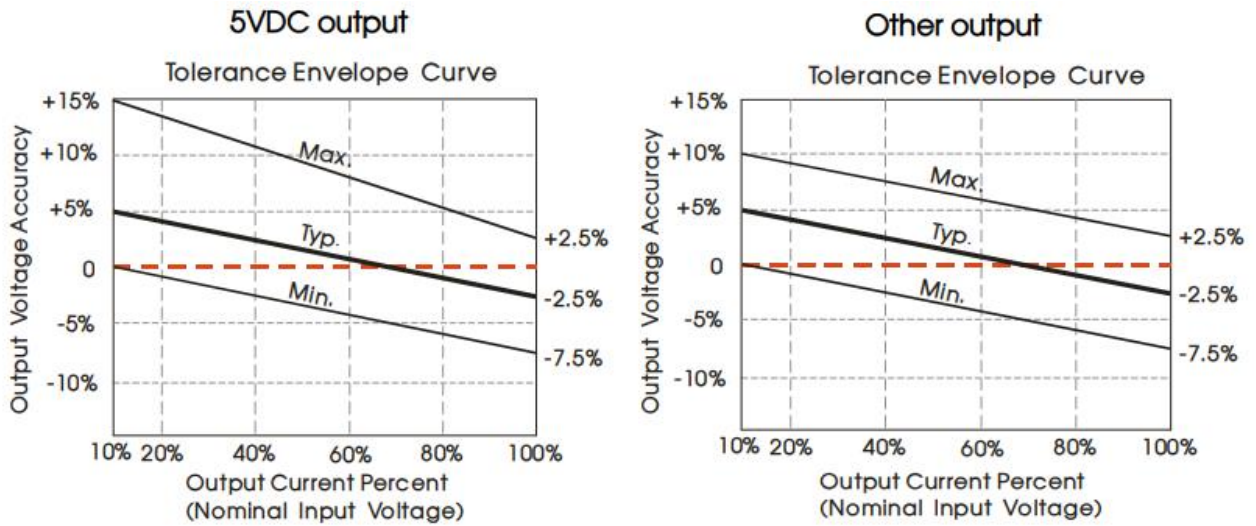 5VDC output
Tolerance Envelope Curve
Output Voltage Accuracy
+15%
+10%
+5%
0
-5%
-10%
Max.
Typ.
Min.
+2.5%
-2.5%
-7.5%
10% 20% 40% 60% 80% 100%
Output Current Percent
(Nominal Input Voltage)
Other output
Tolerance Envelope Curve
Output Voltage Accuracy
+15%
+10%
+5%
0
-5%
-10%
Max.
Typ.
Min.
+2.5%
-2.5%
-7.5%
10% 20% 40% 60% 80% 100%
Output Current Percent
(Nominal Input Voltage)